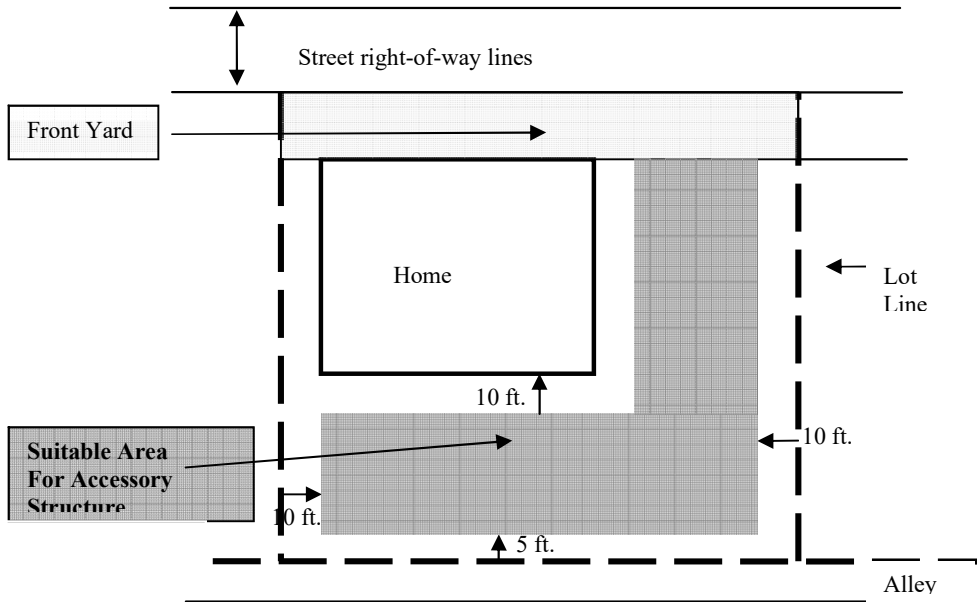 Street right-of-way lines
Front Yard
Home
Lot
Line
10 ft.
10 ft.
Suitable Area
For Accessory
Structure
10 ft.
5 ft.
Alley